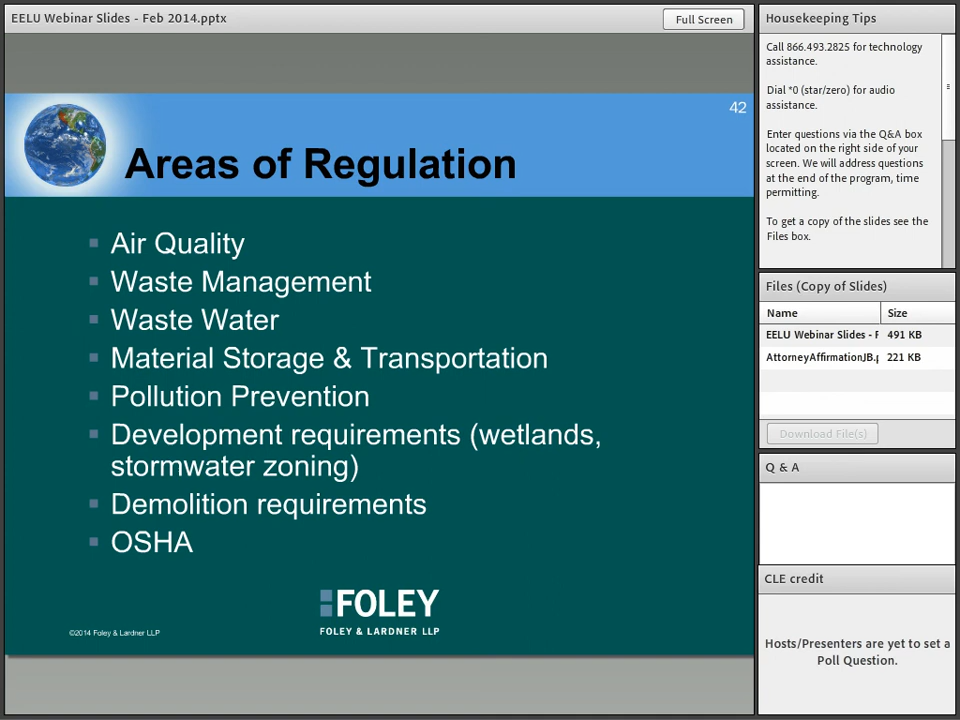 EELU Webinar Slides - Feb 2014.pptx
Full Screen
42
Areas of Regulation
Air Quality
Waste Management
Waste Water
Material Storage & Transportation
Pollution Prevention
Development requirements (wetlands,
stormwater zoning)
Demolition requirements
OSHA
FOLEY
FOLEY & LARDNER LLP
©2014 Foley & Lardner LLP
Housekeeping Tips
Call 866.493.2825 for technology
assistance.
Dial *0 (star/zero) for audio
assistance.
Enter questions via the Q&A box
located on the right side of your
screen. We will address questions
at the end of the program, time
permitting.
To get a copy of the slides see the
Files box.
Files (Copy of Slides)
Name Size
EELU Webinar Slides - F 491 KB
AttorneyAffirmationJB.p 221 KB
Download File(s)
Q & A
CLE credit
Hosts/Presenters are yet to set a
Poll Question.